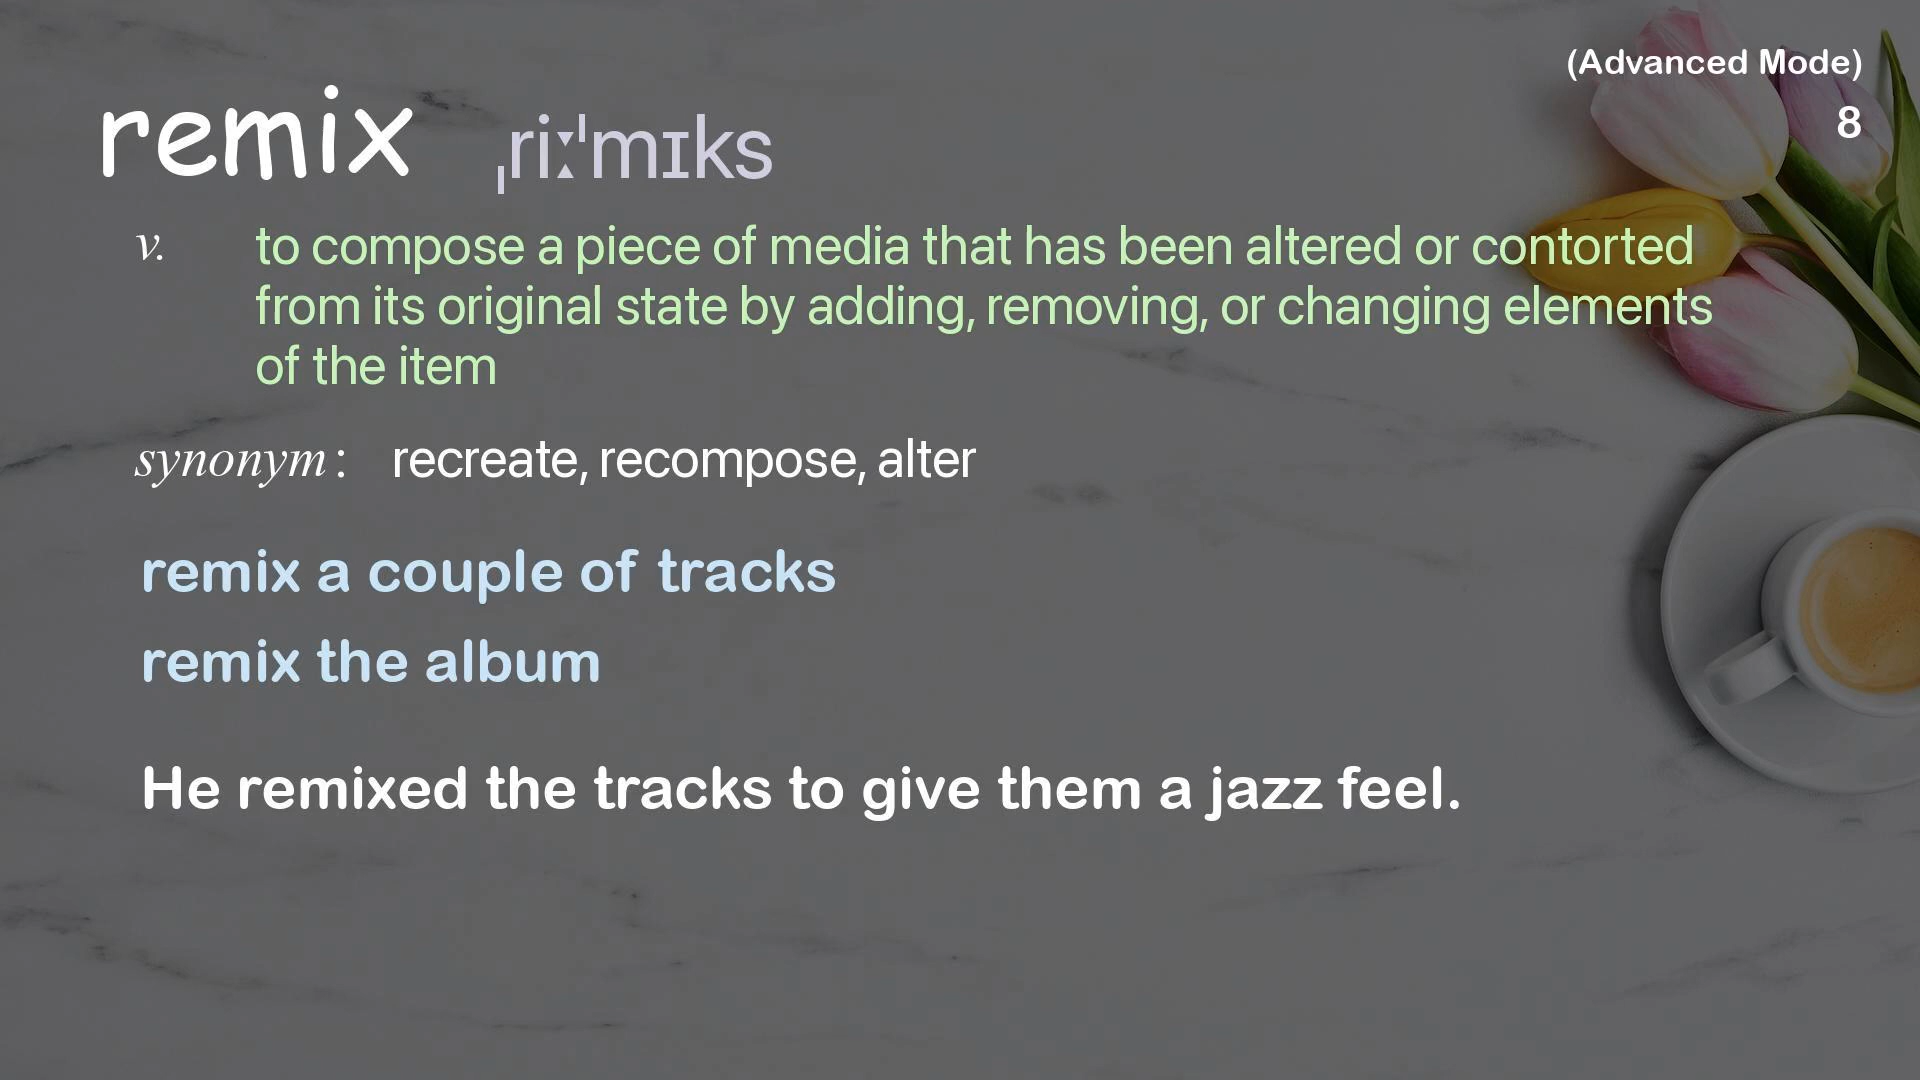 (Advanced Mode)
8
remix ˌriːˈmɪks
v. to compose a piece of media that has been altered or contorted
from its original state by adding, removing, or changing elements
of the item
synonym : recreate, recompose, alter
remix a couple of tracks
remix the album
He remixed the tracks to give them a jazz feel.